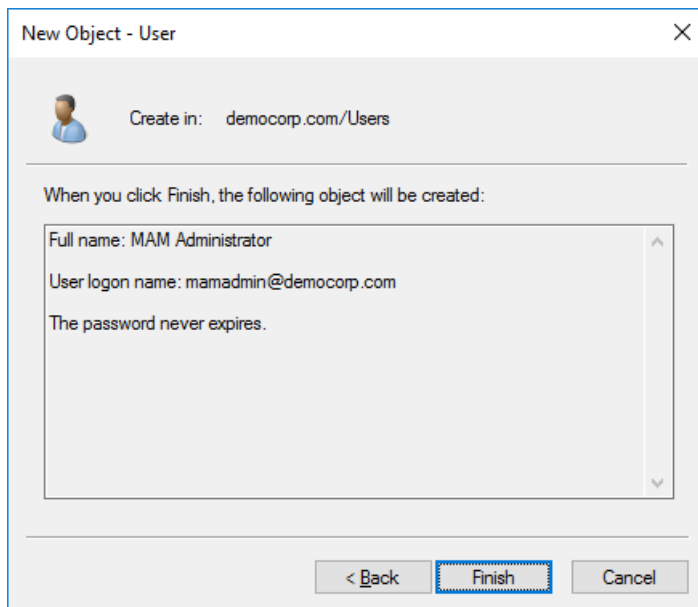 New Object - User
Create in: democorp.com/Users
When you click Finish, the following object will be created:
Full name: MAM Administrator
User logon name: mamadmin@democorp.com
The password never expires.
< Back Finish Cancel